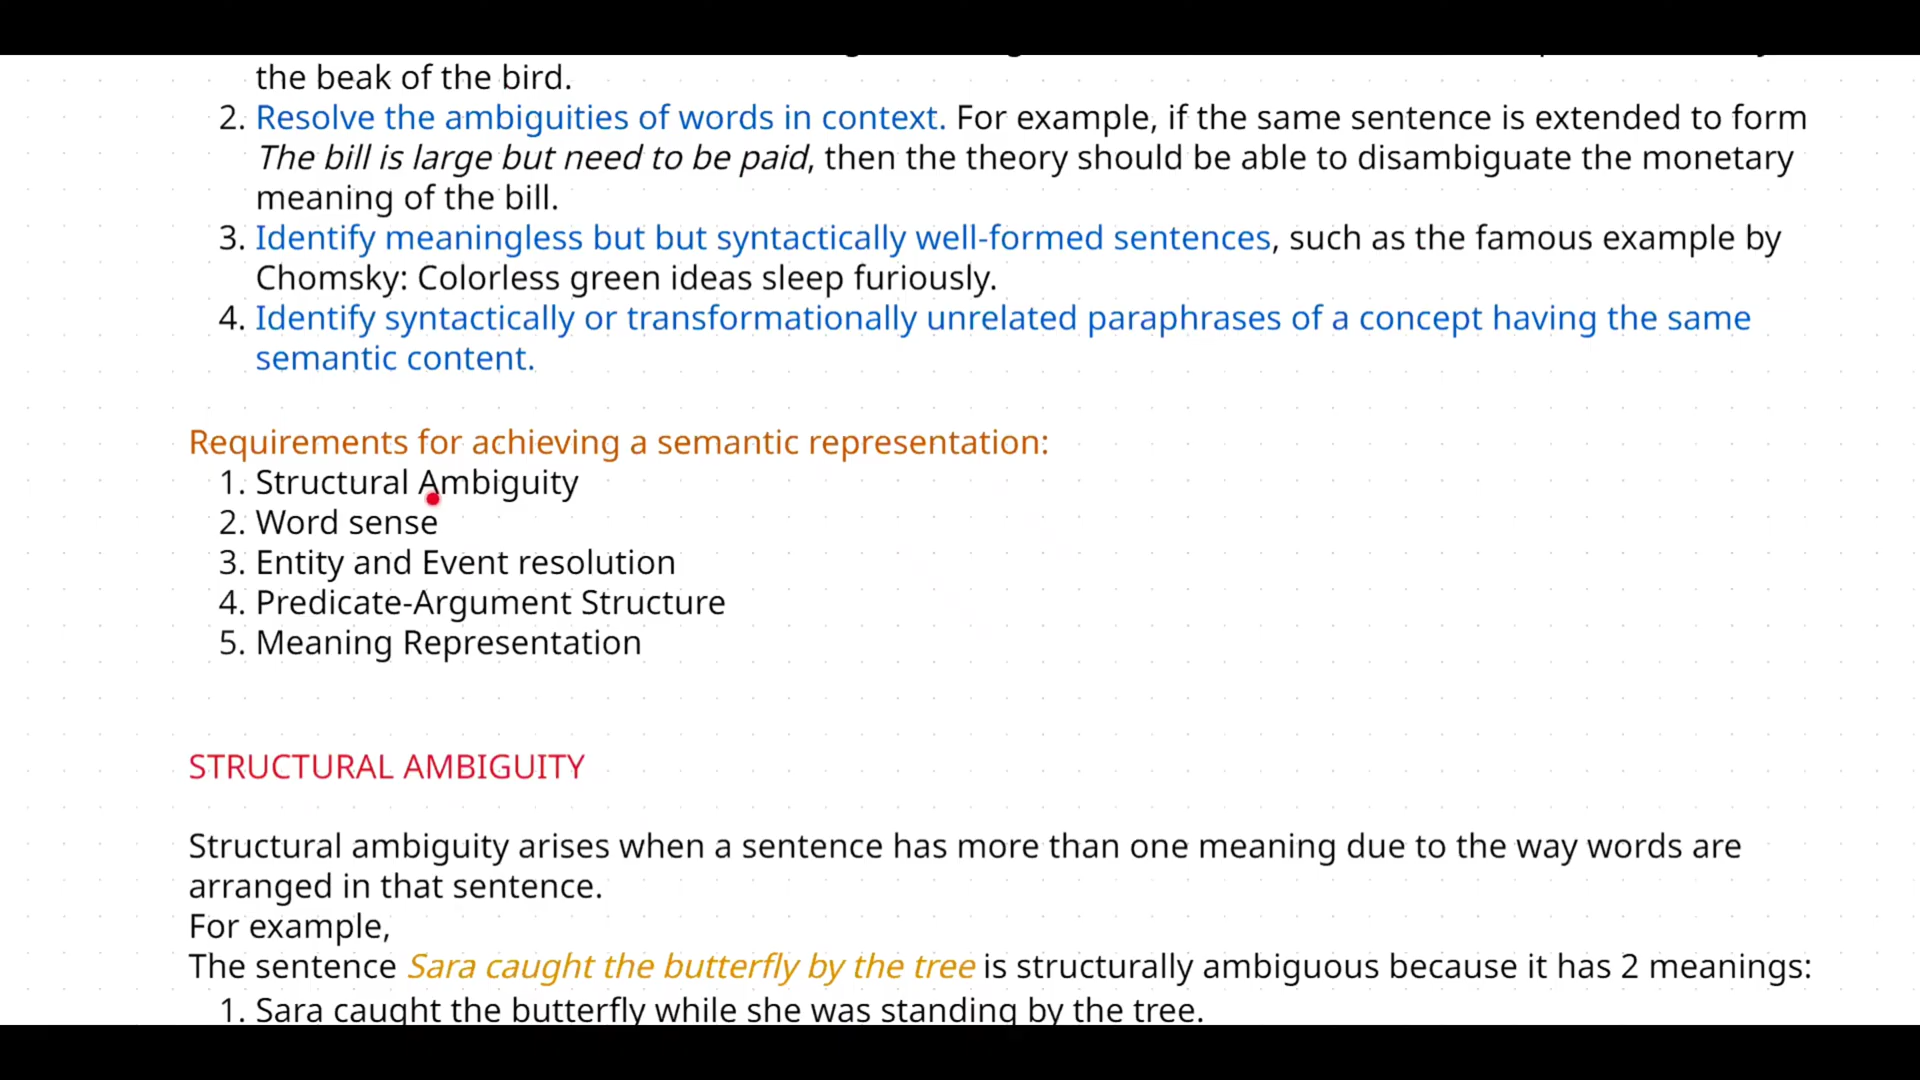 the beak of the bird.
2. Resolve the ambiguities of words in context. For example, if the same sentence is extended to form
The bill is large but need to be paid, then the theory should be able to disambiguate the monetary
meaning of the bill.
3. Identify meaningless but but syntactically well-formed sentences, such as the famous example by
Chomsky: Colorless green ideas sleep furiously.
4. Identify syntactically or transformationally unrelated paraphrases of a concept having the same
semantic content.
Requirements for achieving a semantic representation:
1. Structural Ambiguity
2. Word sense
3. Entity and Event resolution
4. Predicate-Argument Structure
5. Meaning Representation
STRUCTURAL AMBIGUITY
Structural ambiguity arises when a sentence has more than one meaning due to the way words are
arranged in that sentence.
For example,
The sentence Sara caught the butterfly by the tree is structurally ambiguous because it has 2 meanings:
1. Sara caught the butterfly while she was standing by the tree.